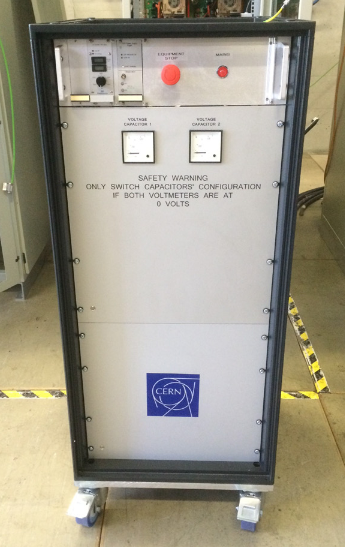 EQUIPMENT
STOP
MAINS
VOLTAGE
CAPACITOR 1
VOLTAGE
CAPACITOR 2
SAFETY WARNING
ONLY SWITCH CAPACITORS' CONFIGURATION
IF BOTH VOLTMETERS ARE AT
0 VOLTS
CERN